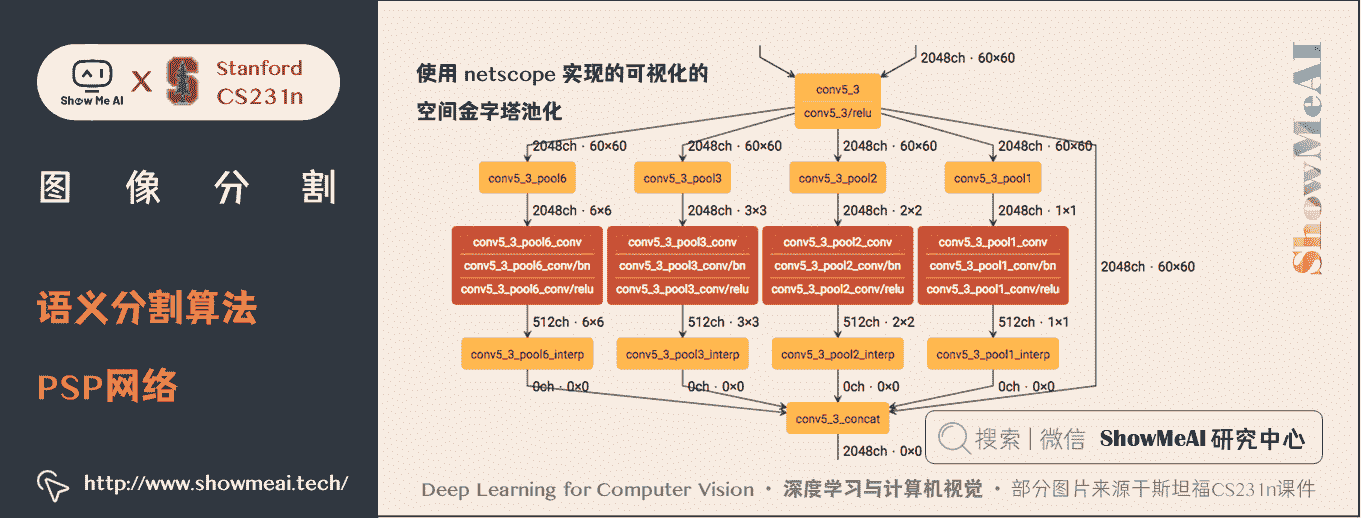 Show Me AI
X
Stanford
CS231n
图像分割
语义分割算法
PSP网络
http://www.showmeai.tech/
使用 netscope 实现的可视化的
空间金字塔池化
2048ch · 60×60
conv5_3
conv5_3/relu
2048ch · 60×60
2048ch · 60×60
2048ch · 60×60
2048ch · 60×60
conv5_3_pool6
conv5_3_pool3
conv5_3_pool2
conv5_3_pool1
2048ch · 6×6
2048ch · 3×3
2048ch · 2×2
2048ch · 1×1
conv5_3_pool6_conv
conv5_3_pool3_conv
conv5_3_pool2_conv
conv5_3_pool1_conv
conv5_3_pool6_conv/bn
conv5_3_pool3_conv/bn
conv5_3_pool2_conv/bn
conv5_3_pool1_conv/bn
2048ch · 60×60
conv5_3_pool6_conv/relu
conv5_3_pool3_conv/relu
conv5_3_pool2_conv/relu
conv5_3_pool1_conv/relu
512ch · 6×6
512ch · 3×3
512ch · 2×2
512ch · 1×1
conv5_3_pool6_interp
conv5_3_pool3_interp
conv5_3_pool2_interp
conv5_3_pool1_interp
0ch · 0×0
0ch · 0×0
0ch · 0×0
0ch · 0×0
conv5_3_concat
2048ch · 0×0
搜索 | 微信 ShowMeAI 研究中心
Deep Learning for Computer Vision · 深度学习与计算机视觉 · 部分图片来源于斯坦福CS231n课件
ShowMeAI